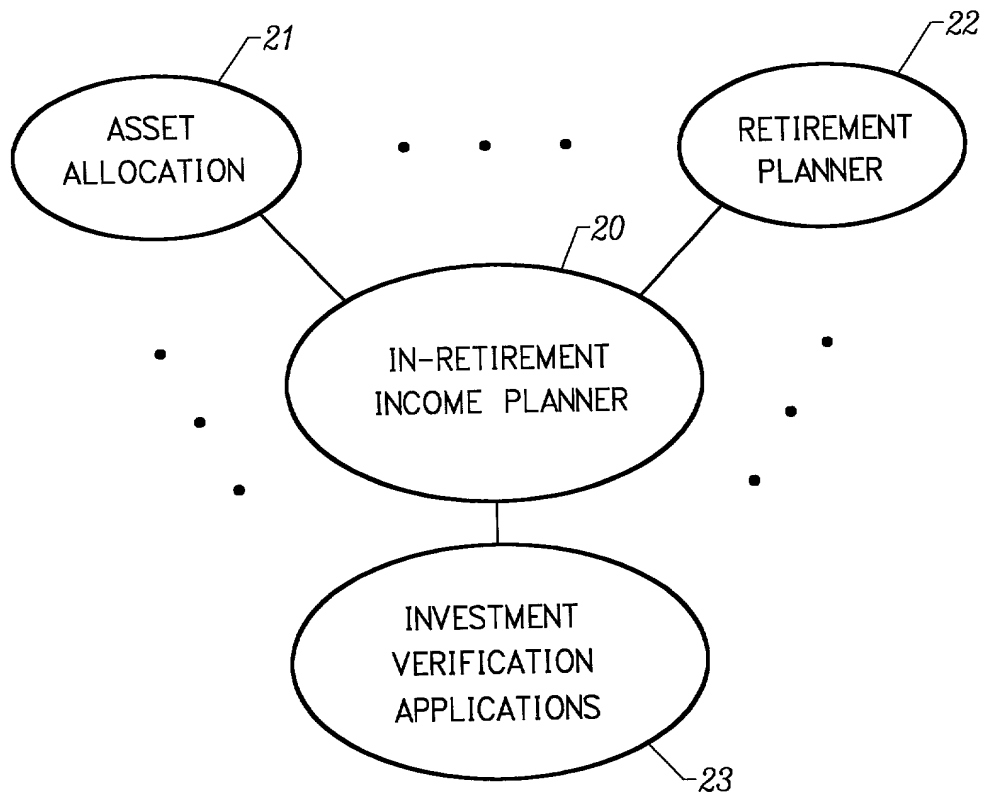 21
ASSET
ALLOCATION
22
RETIREMENT
PLANNER
20
IN-RETIREMENT
INCOME PLANNER
INVESTMENT
VERIFICATION
APPLICATIONS
23